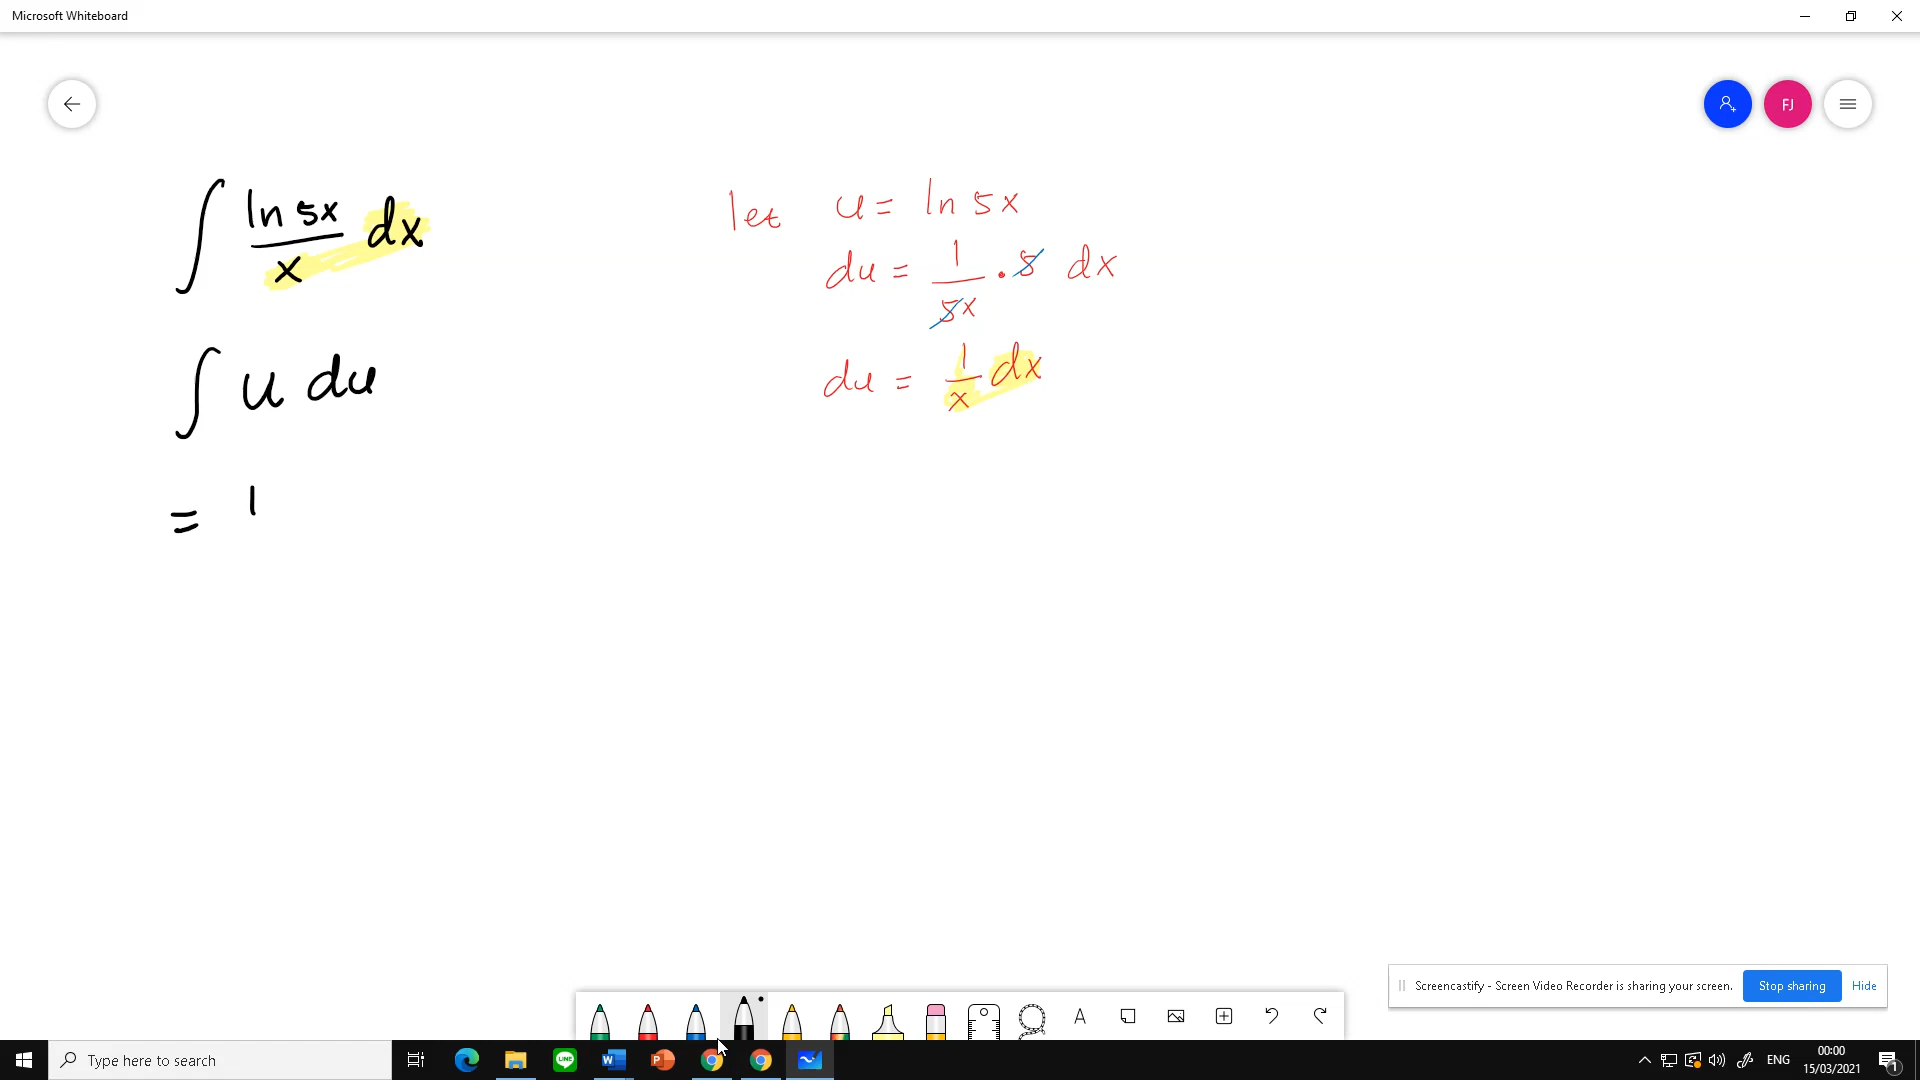 Microsoft Whiteboard
FJ
∫ ln 5x / x dx
let u = ln 5x
du = 1/5x · 5 dx
du = 1/x dx
∫ u du
= 1
Screencastify - Screen Video Recorder is sharing your screen.
Stop sharing
Hide
Type here to search
ENG
00:00
15/03/2021
1